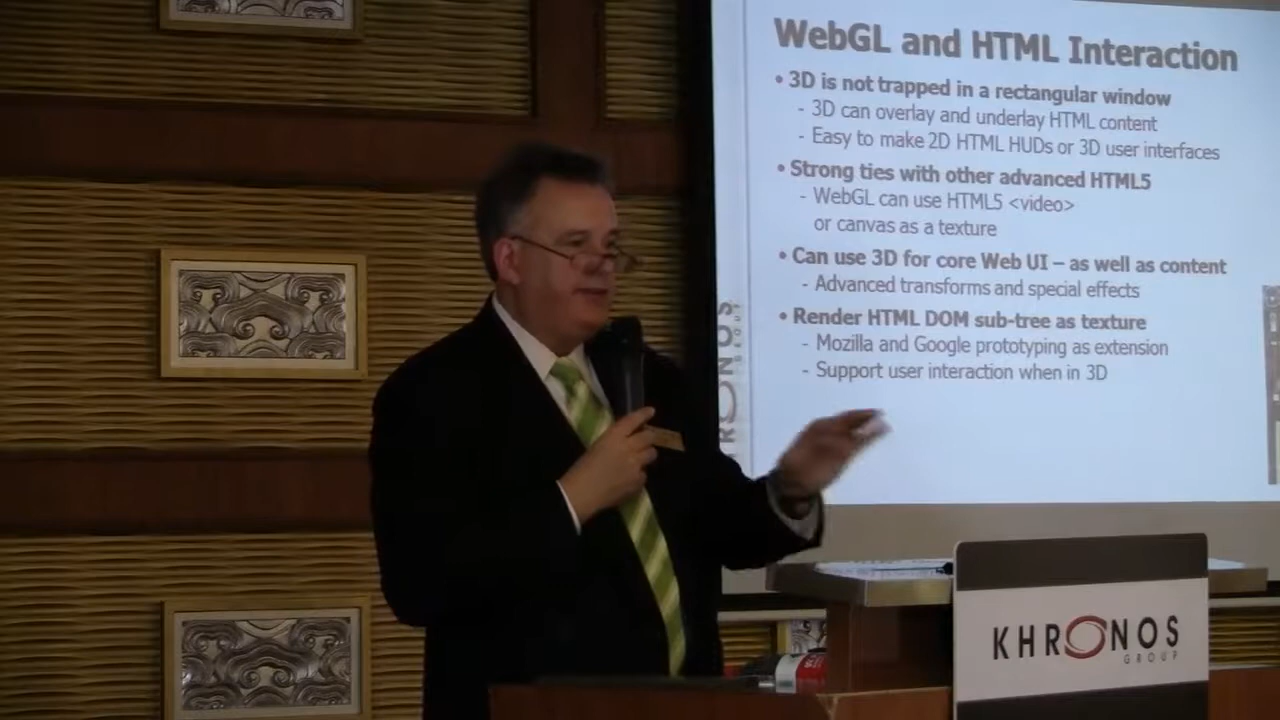 WebGL and HTML Interaction
• 3D is not trapped in a rectangular window
- 3D can overlay and underlay HTML content
- Easy to make 2D HTML HUDs or 3D user interfaces
• Strong ties with other advanced HTML5
- WebGL can use HTML5 <video>
or canvas as a texture
• Can use 3D for core Web UI – as well as content
- Advanced transforms and special effects
• Render HTML DOM sub-tree as texture
- Mozilla and Google prototyping as extension
- Support user interaction when in 3D
KHRONOS
GROUP